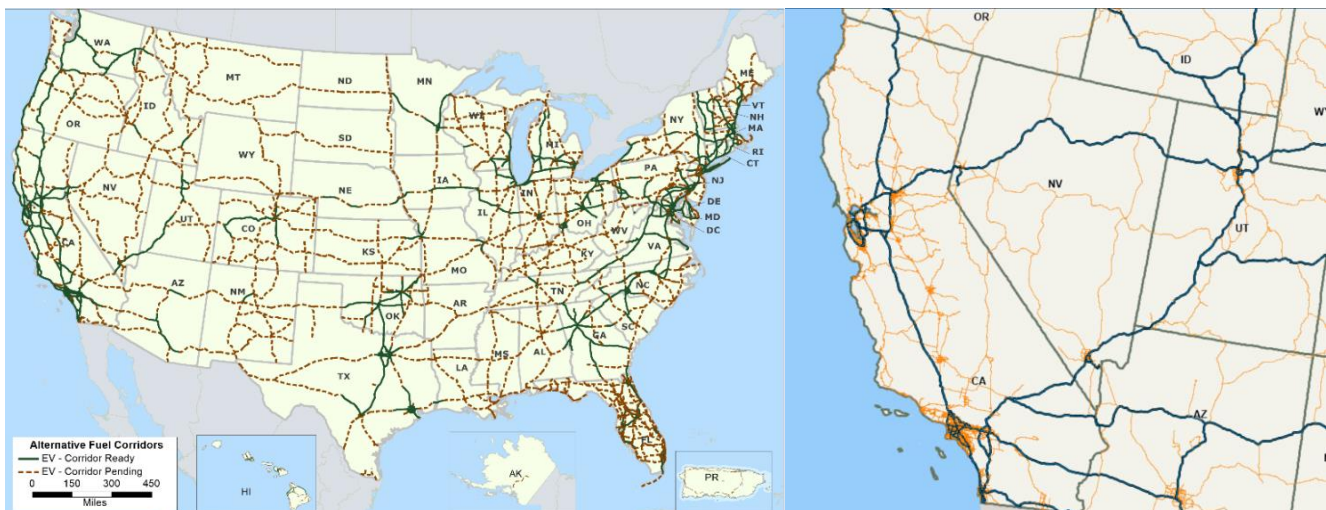 WA
MT
ND
MN
ME
OR
ID
SD
WI
MI
NY
VT
NH
MA
RI
CT
WY
NE
IA
PA
NJ
NV
UT
CO
IL
IN
OH
DE
MD
DC
WV
VA
CA
KS
MO
KY
AZ
NM
OK
AR
TN
NC
SC
TX
LA
MS
AL
GA
FL
Alternative Fuel Corridors
EV - Corridor Ready
EV - Corridor Pending
0 150 300 450
Miles
HI
AK
PR
OR
ID
WY
NV
UT
CA
AZ